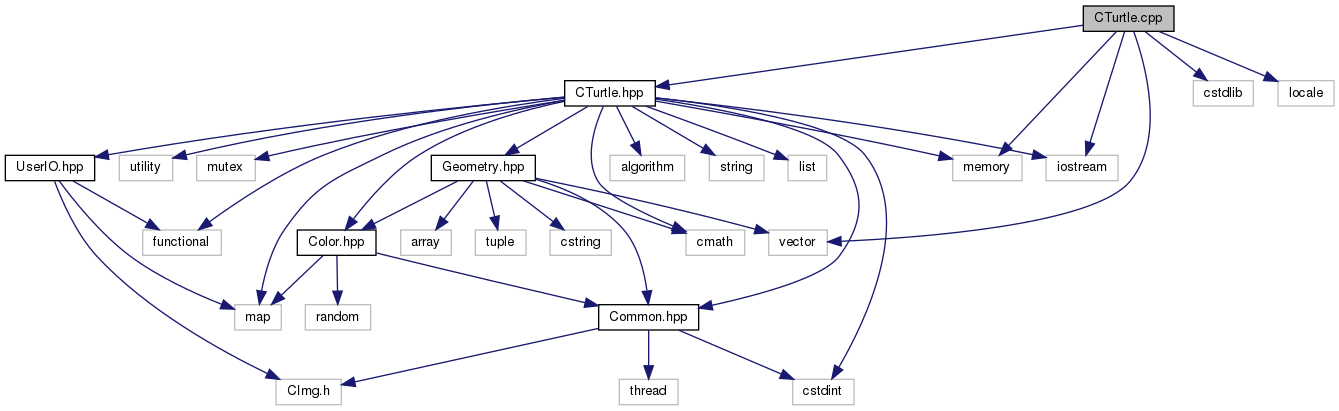 CTurtle.cpp
CTurtle.hpp
cstdlib
locale
UserIO.hpp
utility
mutex
Geometry.hpp
algorithm
string
list
memory
iostream
functional
Color.hpp
array
tuple
cstring
cmath
vector
map
random
Common.hpp
CImg.h
thread
cstdint